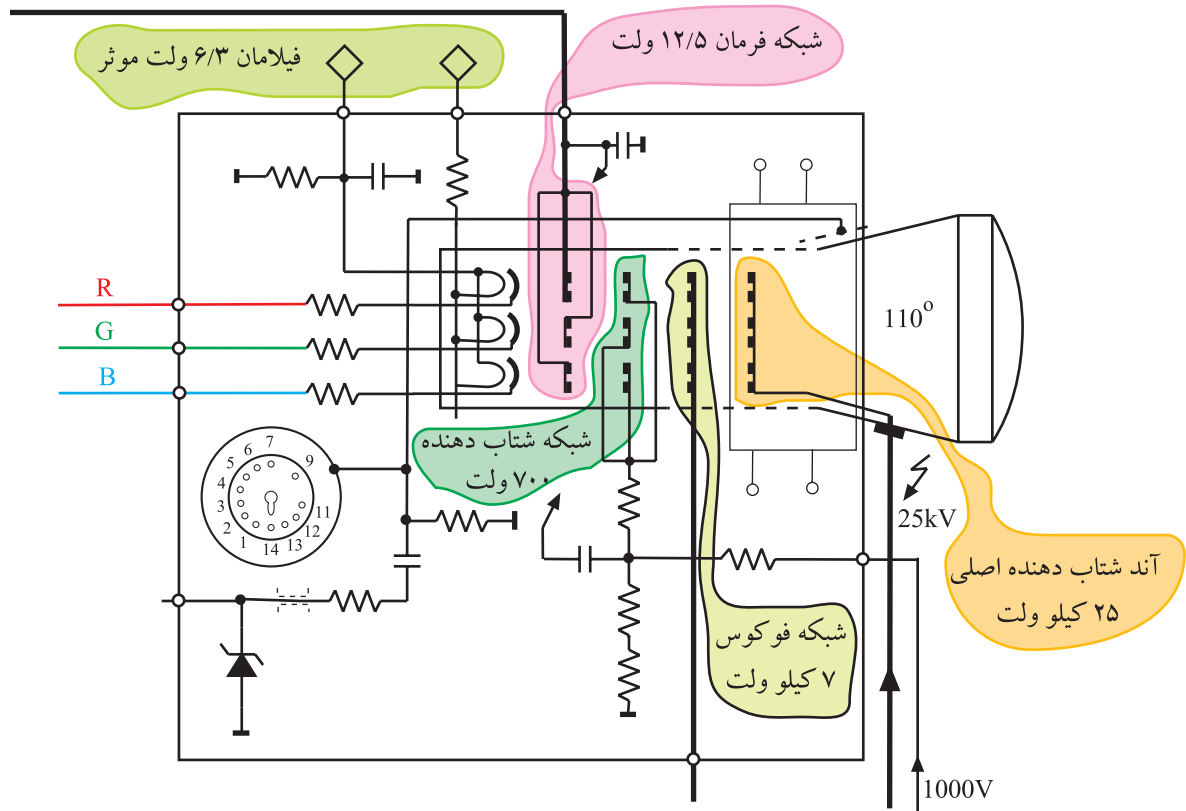 فیلامان ۶/۳ ولت موثر
شبکه فرمان ۱۲/۵ ولت
R
G
B
110°
شبکه شتاب دهنده
۷۰۰ ولت
7
6
9
5
4
3
11
2
12
1
13
14
25kV
آند شتاب دهنده اصلی
۲۵ کیلو ولت
شبکه فوکوس
۷ کیلو ولت
1000V